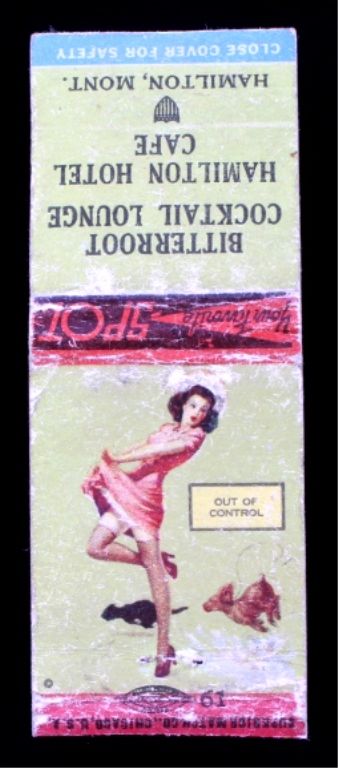 CLOSE COVER FOR SAFETY
HAMILTON, MONT.
CAFE
HAMILTON HOTEL
COCKTAIL LOUNGE
BITTERROOT
Your Favorite SPOT
OUT OF
CONTROL
©
19
SUPERIOR MATCH CO., CHICAGO, U.S.A.